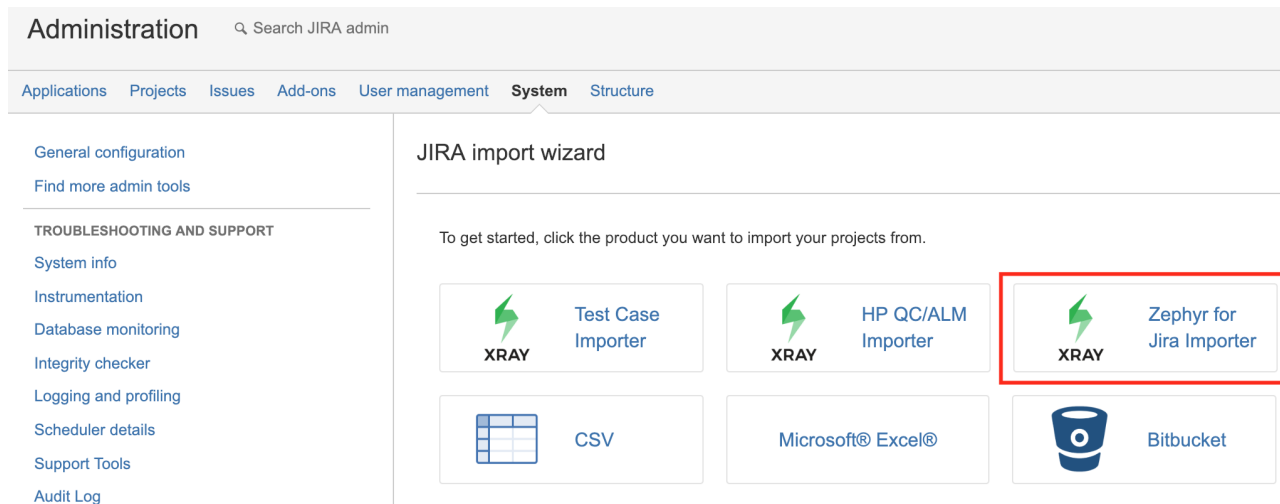 Administration
Search JIRA admin
Applications Projects Issues Add-ons User management System Structure
General configuration
Find more admin tools
TROUBLESHOOTING AND SUPPORT
System info
Instrumentation
Database monitoring
Integrity checker
Logging and profiling
Scheduler details
Support Tools
Audit Log
JIRA import wizard
To get started, click the product you want to import your projects from.
XRAY
Test Case
Importer
XRAY
HP QC/ALM
Importer
XRAY
Zephyr for
Jira Importer
CSV
Microsoft® Excel®
Bitbucket